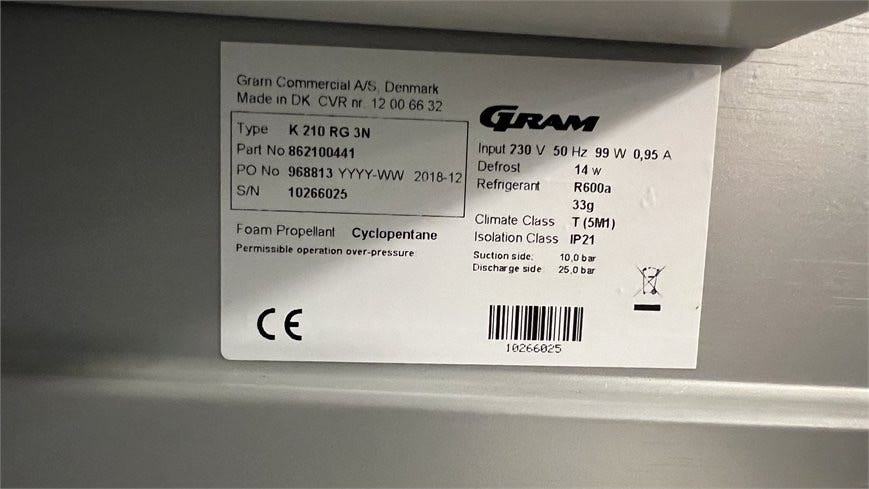 Gram Commercial A/S, Denmark
Made in DK CVR nr. 12 00 66 32
Type K 210 RG 3N
Part No 862100441
PO No 968813 YYYY-WW 2018-12
S/N 10266025
Foam Propellant Cyclopentane
Permissible operation over-pressure:
GRAM
Input 230 V 50 Hz 99 W 0,95 A
Defrost 14 w
Refrigerant R600a
33g
Climate Class T (5M1)
Isolation Class IP21
Suction side: 10,0 bar
Discharge side: 25,0 bar
CE
10266025